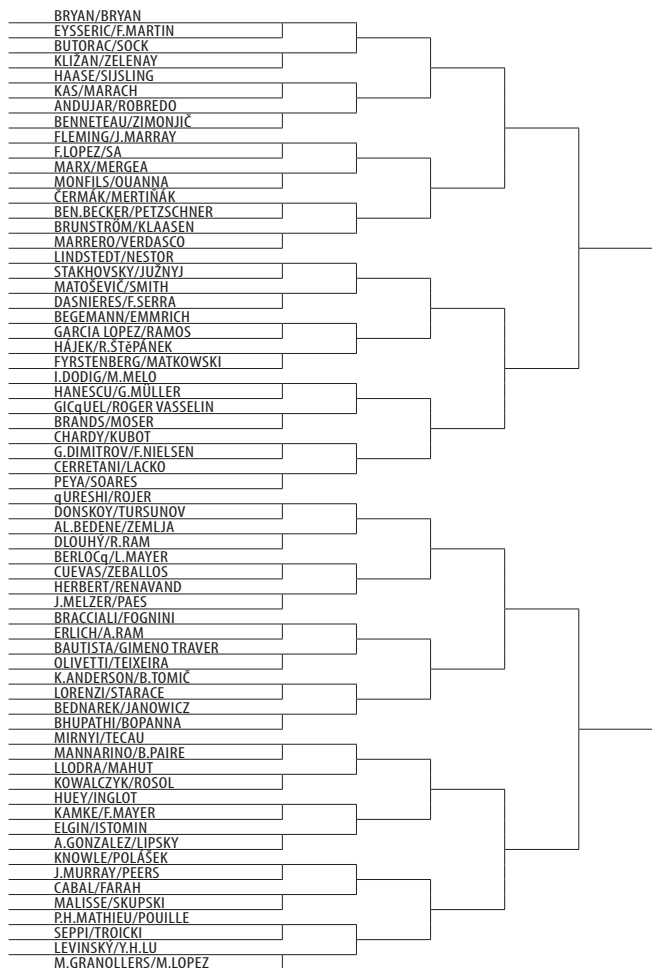 BRYAN/BRYAN
EYSSERIC/F.MARTIN
BUTORAC/SOCK
KLIŽAN/ZELENAY
HAASE/SIJSLING
KAS/MARACH
ANDUJAR/ROBREDO
BENNETEAU/ZIMONJIČ
FLEMING/J.MARRAY
F.LOPEZ/SA
MARX/MERGEA
MONFILS/OUANNA
ČERMÁK/MERTIŇÁK
BEN.BECKER/PETZSCHNER
BRUNSTRÖM/KLAASEN
MARRERO/VERDASCO
LINDSTEDT/NESTOR
STAKHOVSKY/JUŽNYJ
MATOŠEVIČ/SMITH
DASNIERES/F.SERRA
BEGEMANN/EMMRICH
GARCIA LOPEZ/RAMOS
HÁJEK/R.ŠTěPÁNEK
FYRSTENBERG/MATKOWSKI
I.DODIG/M.MELO
HANESCU/G.MÜLLER
GICqUEL/ROGER VASSELIN
BRANDS/MOSER
CHARDY/KUBOT
G.DIMITROV/F.NIELSEN
CERRETANI/LACKO
PEYA/SOARES
qURESHI/ROJER
DONSKOY/TURSUNOV
AL.BEDENE/ZEMLJA
DLOUHÝ/R.RAM
BERLOCq/L.MAYER
CUEVAS/ZEBALLOS
HERBERT/RENAVAND
J.MELZER/PAES
BRACCIALI/FOGNINI
ERLICH/A.RAM
BAUTISTA/GIMENO TRAVER
OLIVETTI/TEIXEIRA
K.ANDERSON/B.TOMIČ
LORENZI/STARACE
BEDNAREK/JANOWICZ
BHUPATHI/BOPANNA
MIRNYI/TECAU
MANNARINO/B.PAIRE
LLODRA/MAHUT
KOWALCZYK/ROSOL
HUEY/INGLOT
KAMKE/F.MAYER
ELGIN/ISTOMIN
A.GONZALEZ/LIPSKY
KNOWLE/POLÁŠEK
J.MURRAY/PEERS
CABAL/FARAH
MALISSE/SKUPSKI
P.H.MATHIEU/POUILLE
SEPPI/TROICKI
LEVINSKÝ/Y.H.LU
M.GRANOLLERS/M.LOPEZ